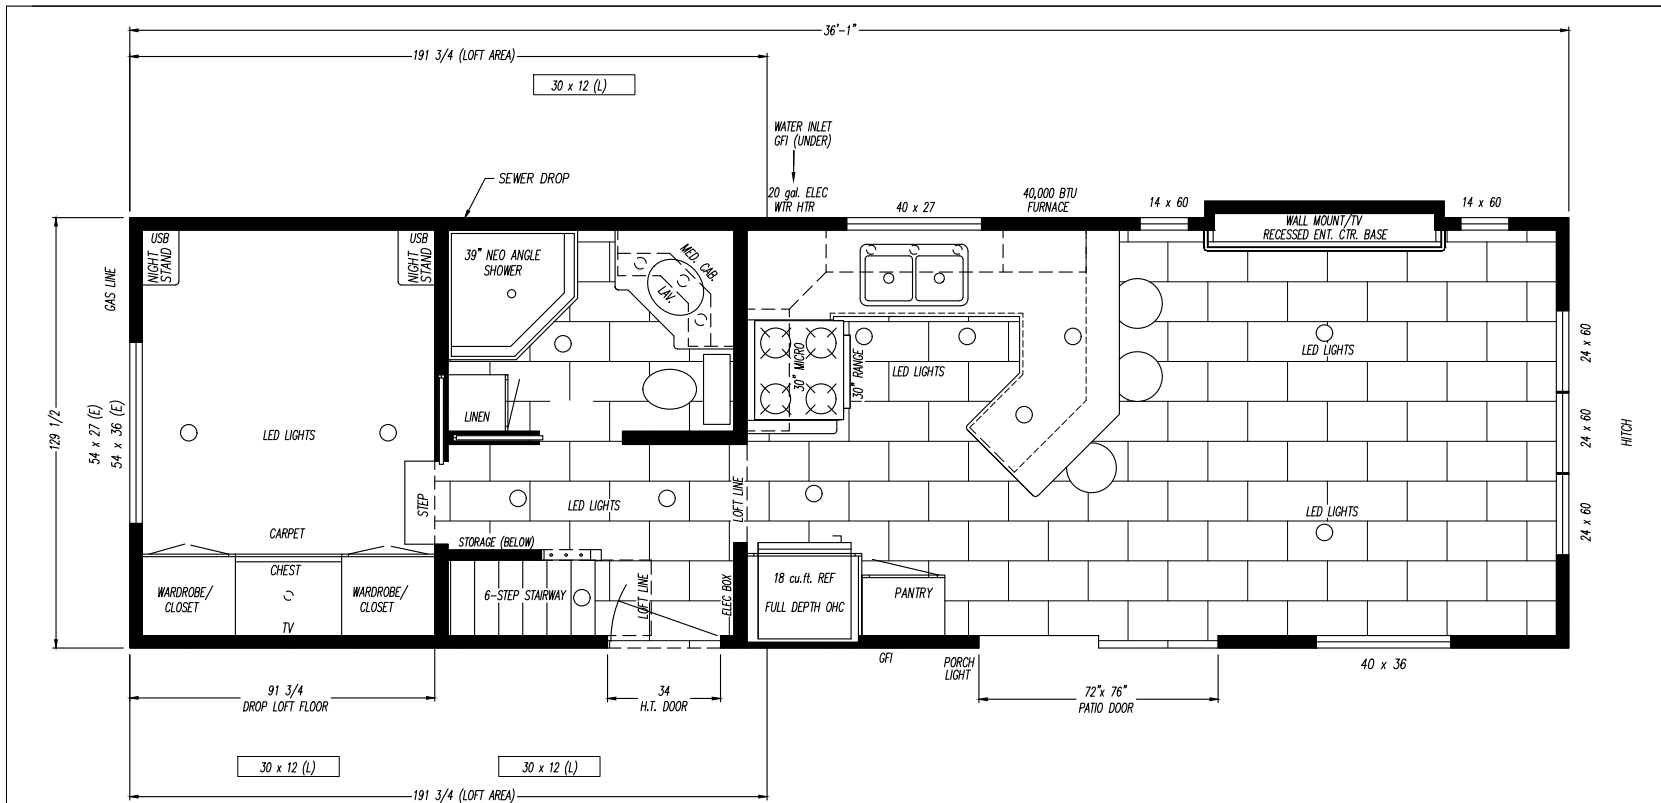 36'-1"
191 3/4 (LOFT AREA)
30 x 12 (L)
WATER INLET
GFI (UNDER)
SEWER DROP
20 gal. ELEC
WTR HTR
40 x 27
40,000 BTU
FURNACE
14 x 60
14 x 60
WALL MOUNT/TV
RECESSED ENT. CTR. BASE
USB
NIGHT
STAND
USB
NIGHT
STAND
39" NEO ANGLE
SHOWER
MED. CAB.
LAV.
GAS LINE
129 1/2
54 x 27 (E)
54 x 36 (E)
LED LIGHTS
LINEN
30" MICRO
30" RANGE
LED LIGHTS
LED LIGHTS
24 x 60
24 x 60
24 x 60
HITCH
STEP
LED LIGHTS
LOFT LINE
LED LIGHTS
CARPET
STORAGE (BELOW)
WARDROBE/
CLOSET
CHEST
TV
WARDROBE/
CLOSET
6-STEP STAIRWAY
LOFT LINE
ELEC BOX
18 cu.ft. REF
FULL DEPTH OHC
PANTRY
GFI
PORCH
LIGHT
40 x 36
91 3/4
DROP LOFT FLOOR
34
H.T. DOOR
72"x 76"
PATIO DOOR
30 x 12 (L)
30 x 12 (L)
191 3/4 (LOFT AREA)